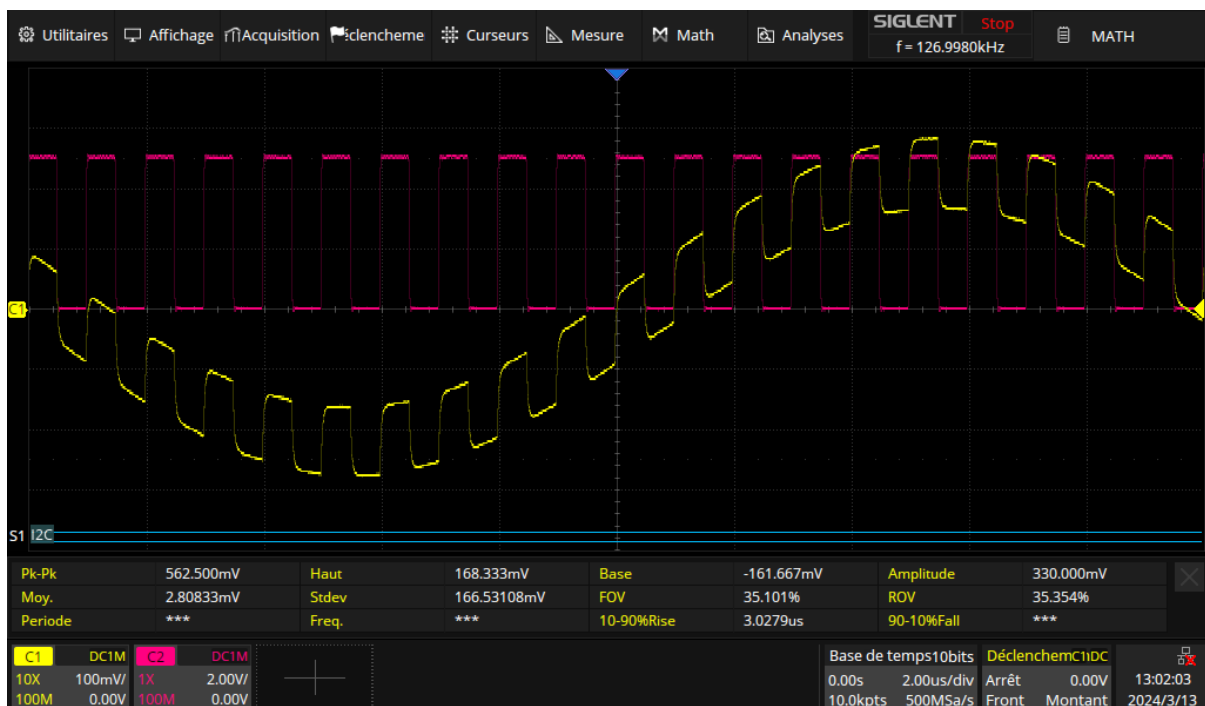 Utilitaires Affichage Acquisition clencheme Curseurs Mesure Math Analyses SIGLENT Stop MATH
f = 126.9980kHz
C1
S1 I2C
Pk-Pk 562.500mV Haut 168.333mV Base -161.667mV Amplitude 330.000mV
Moy. 2.80833mV Stdev 166.53108mV FOV 35.101% ROV 35.354%
Periode *** Freq. *** 10-90%Rise 3.0279us 90-10%Fall ***
C1 DC1M C2 DC1M Base de temps 10bits Déclenchem C1 DC
10X 100mV/ 1X 2.00V/ 0.00s 2.00us/div Arrêt 0.00V 13:02:03
100M 0.00V 100M 0.00V 10.0kpts 500MSa/s Front Montant 2024/3/13